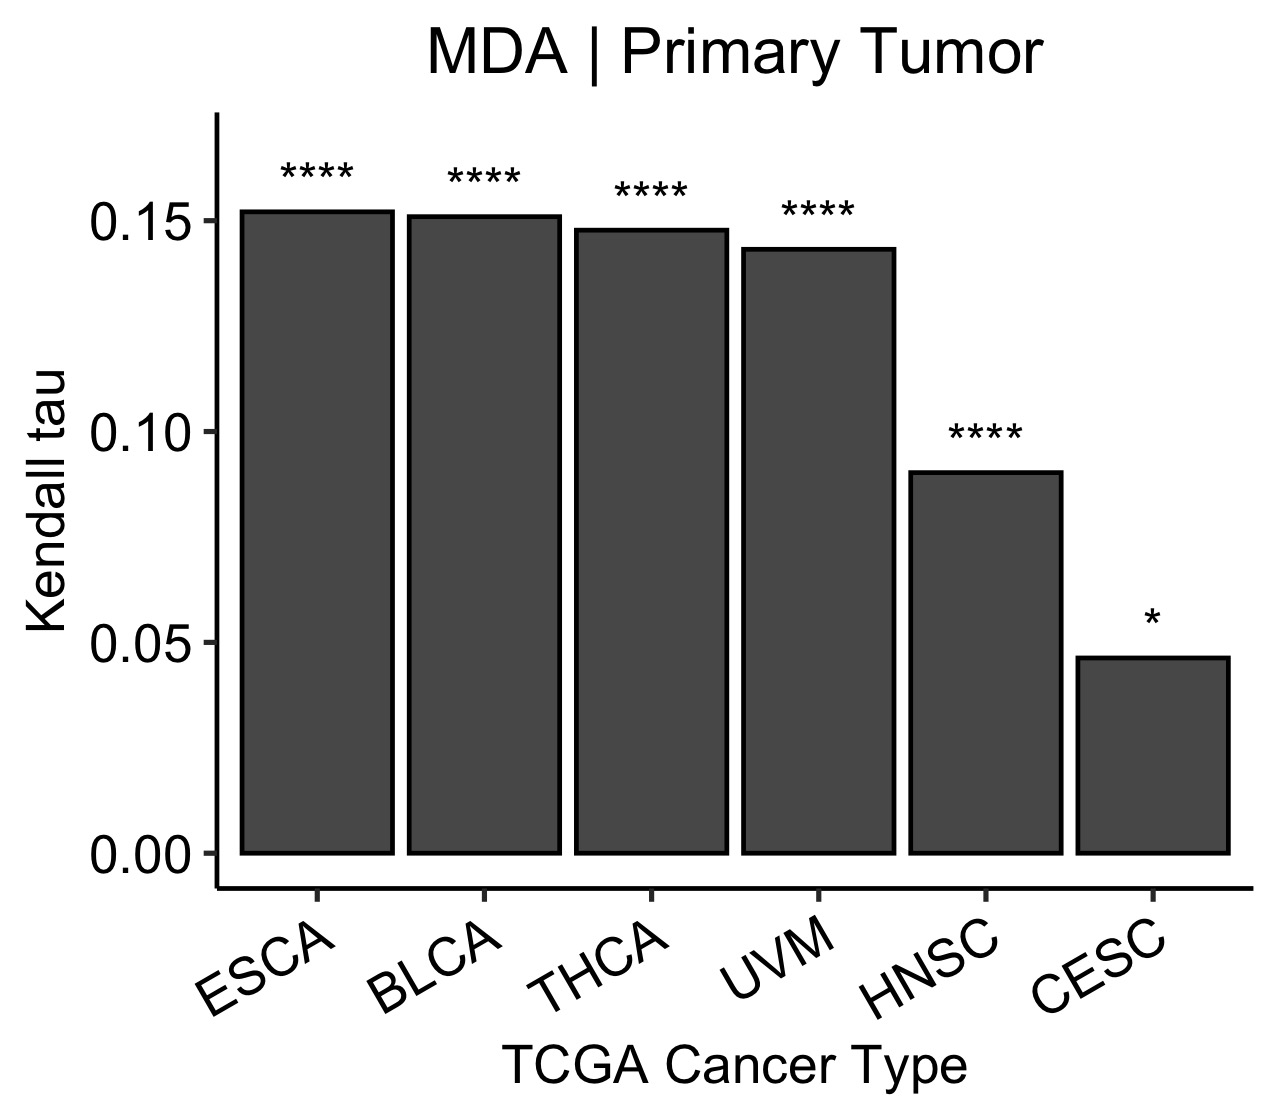 MDA | Primary Tumor
Kendall tau
0.15
0.10
0.05
0.00
****
****
****
****
****
*
ESCA
BLCA
THCA
UVM
HNSC
CESC
TCGA Cancer Type